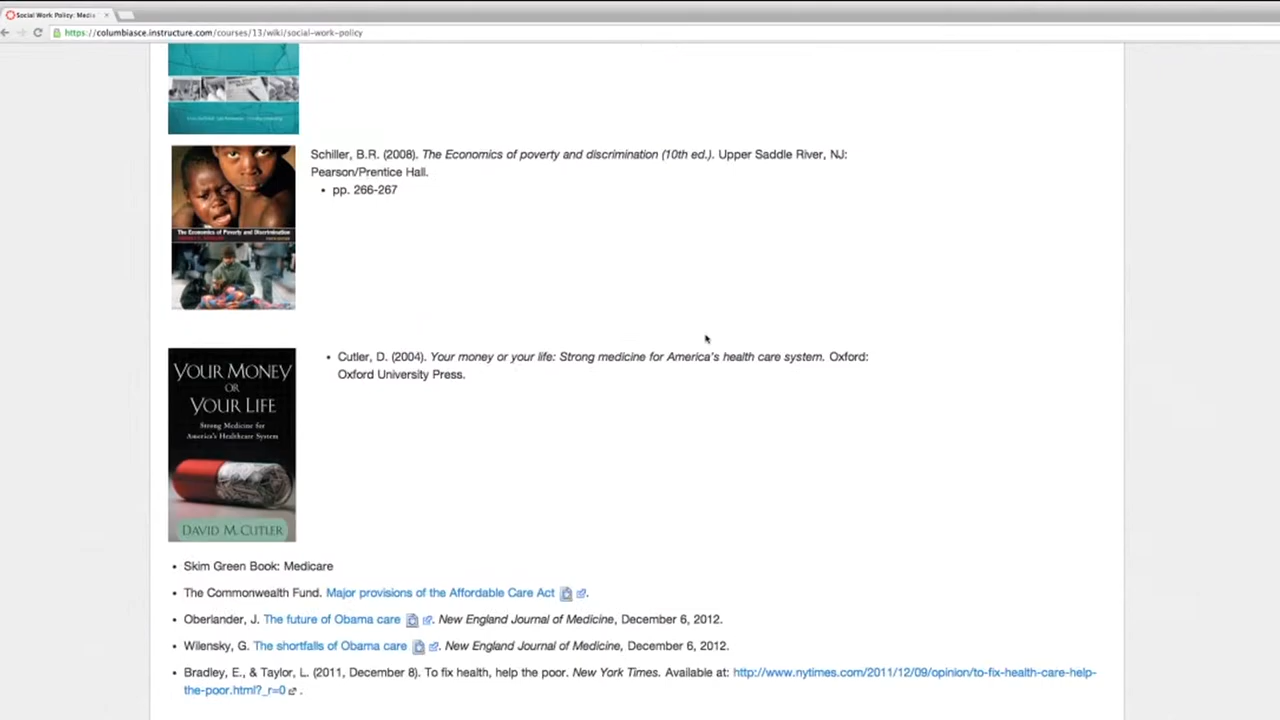 Social Work Policy: Medi
https://columbiasce.instructure.com/courses/13/wiki/social-work-policy
Schiller, B.R. (2008). The Economics of poverty and discrimination (10th ed.). Upper Saddle River, NJ:
Pearson/Prentice Hall.
• pp. 266-267
The Economics of Poverty and Discrimination
• Cutler, D. (2004). Your money or your life: Strong medicine for America's health care system. Oxford:
Oxford University Press.
YOUR MONEY
OR
YOUR LIFE
Strong Medicine for
America's Healthcare System
DAVID M. CUTLER
• Skim Green Book: Medicare
• The Commonwealth Fund. Major provisions of the Affordable Care Act .
• Oberlander, J. The future of Obama care . New England Journal of Medicine, December 6, 2012.
• Wilensky, G. The shortfalls of Obama care . New England Journal of Medicine, December 6, 2012.
• Bradley, E., & Taylor, L. (2011, December 8). To fix health, help the poor. New York Times. Available at: http://www.nytimes.com/2011/12/09/opinion/to-fix-health-care-help-
the-poor.html?_r=0 .